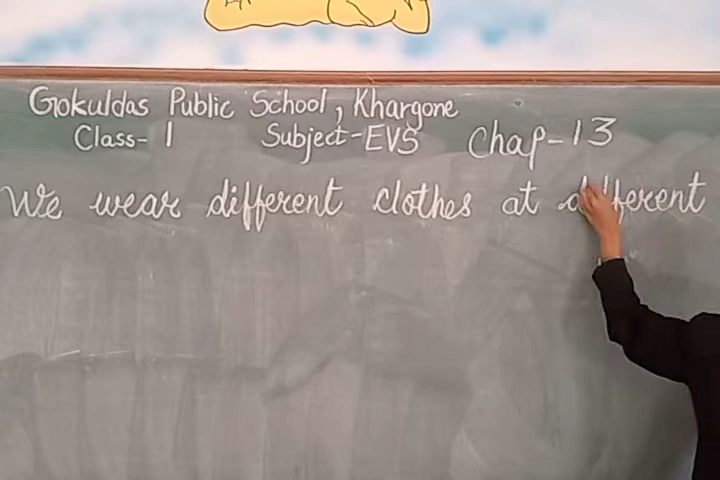 Gokuldas Public School, Khargone
Class- 1 Subject-EVS Chap-13
We wear different clothes at different